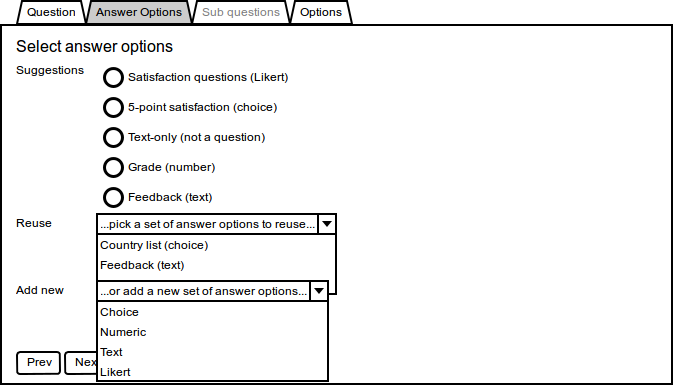 Question Answer Options Sub questions Options
Select answer options
Suggestions
Satisfaction questions (Likert)
5-point satisfaction (choice)
Text-only (not a question)
Grade (number)
Feedback (text)
Reuse ...pick a set of answer options to reuse...
Country list (choice)
Feedback (text)
Add new ...or add a new set of answer options...
Choice
Numeric
Text
Prev Nex
Likert